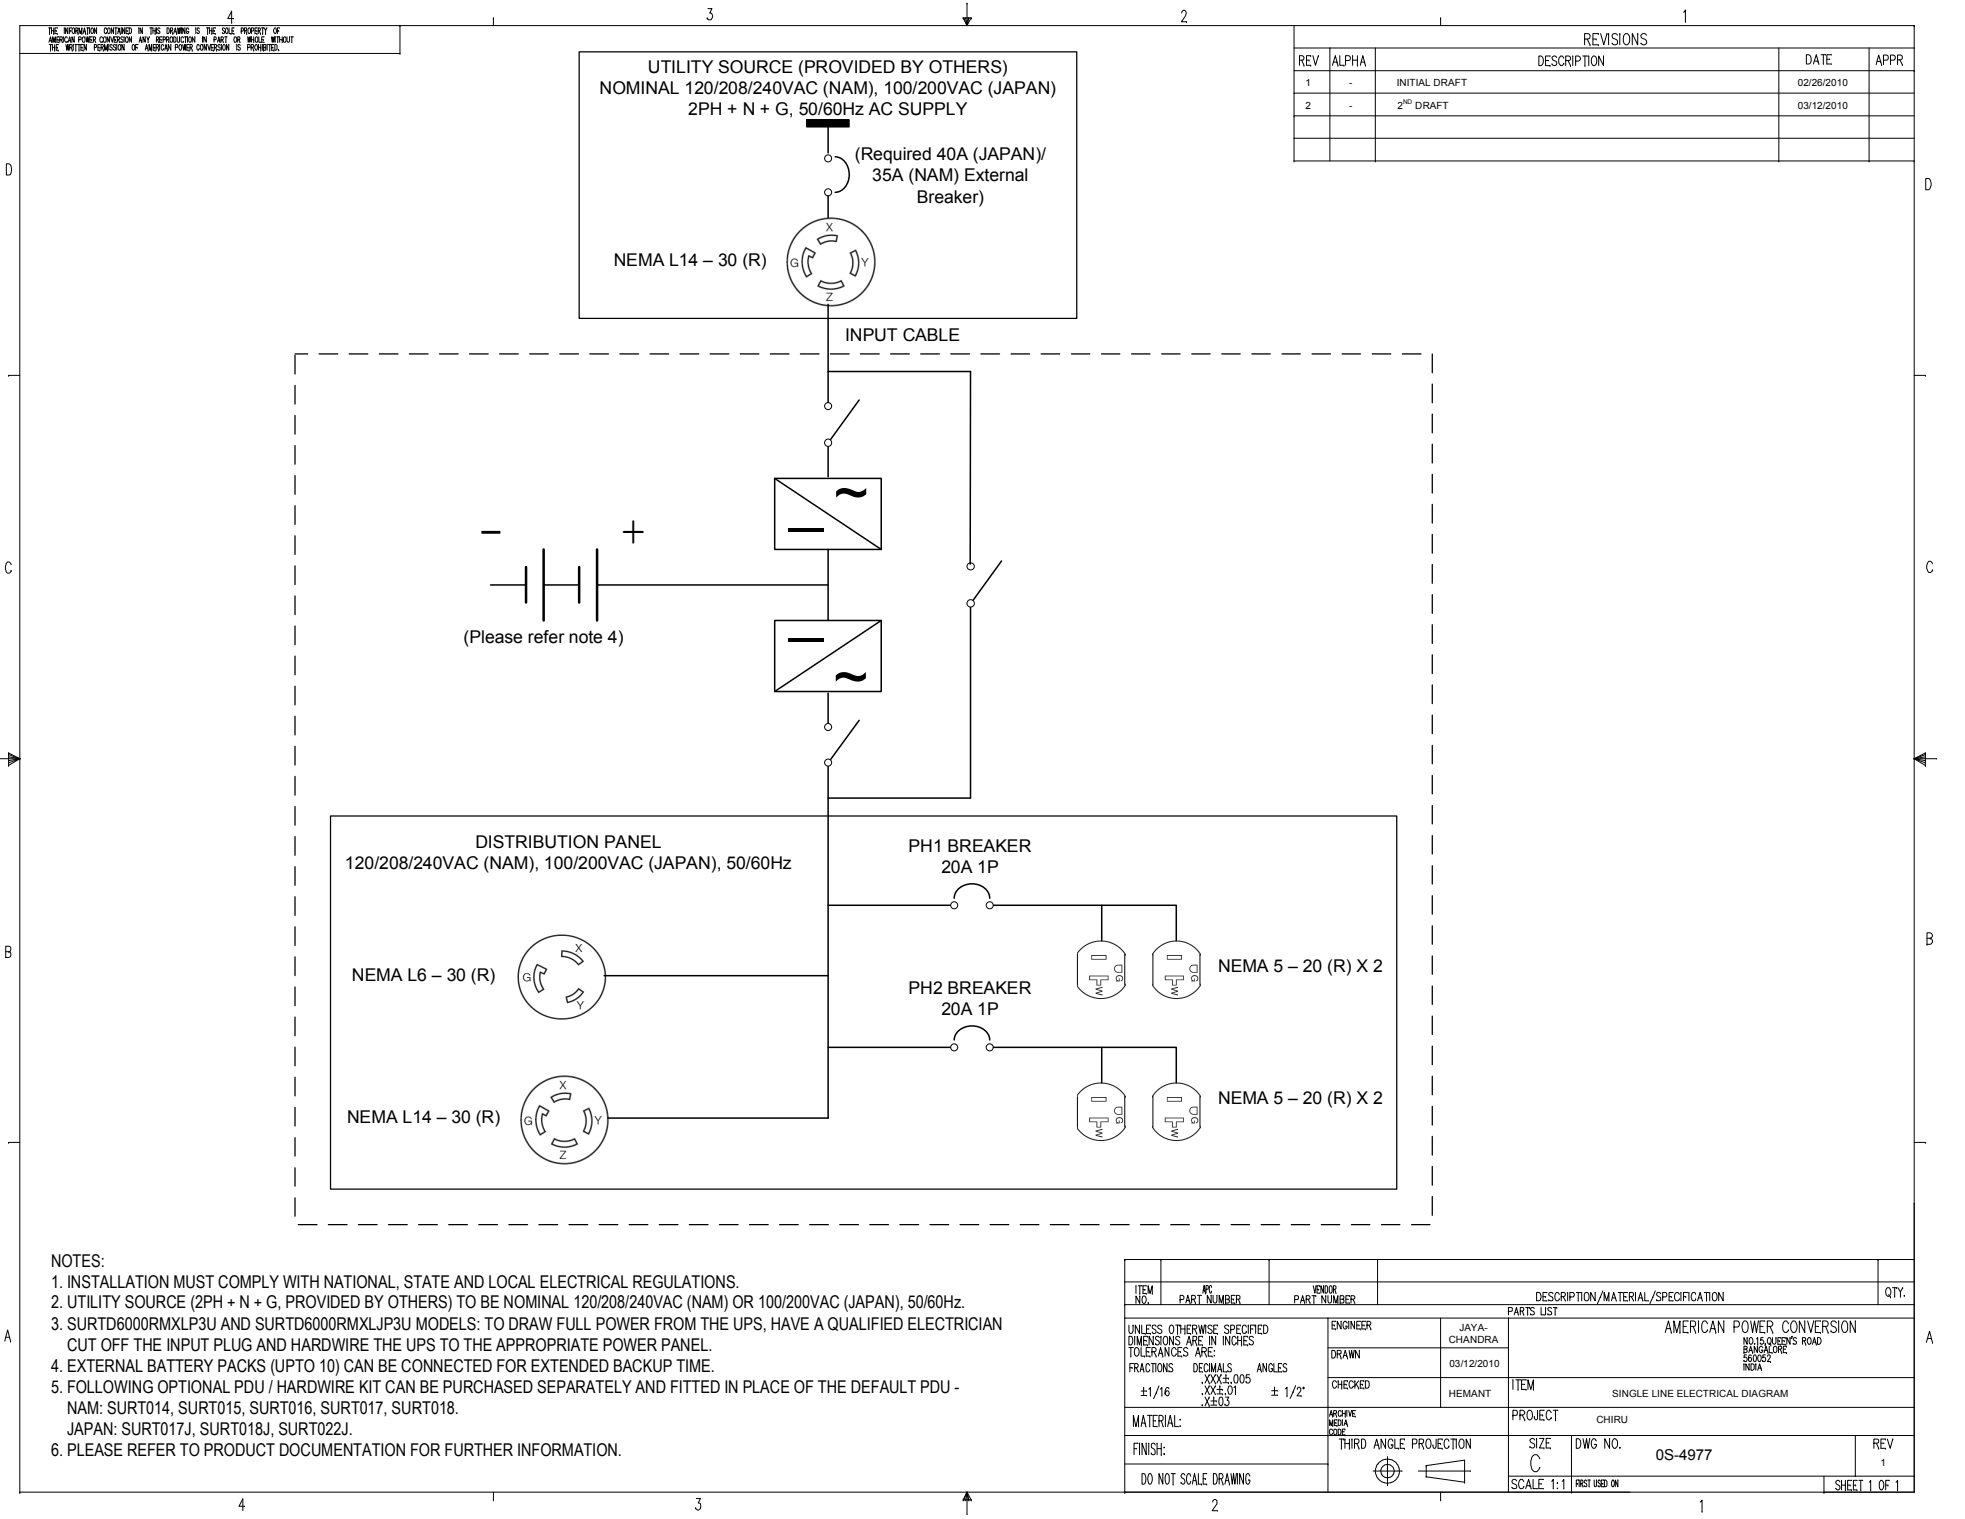 4
3
2
1
THE INFORMATION CONTAINED IN THIS DRAWING IS THE SOLE PROPERTY OF
AMERICAN POWER CONVERSION ANY REPRODUCTION IN PART OR WHOLE WITHOUT
THE WRITTEN PERMISSION OF AMERICAN POWER CONVERSION IS PROHIBITED.
REVISIONS
REV ALPHA DESCRIPTION DATE APPR
1 - INITIAL DRAFT 02/26/2010
2 - 2ND DRAFT 03/12/2010
UTILITY SOURCE (PROVIDED BY OTHERS)
NOMINAL 120/208/240VAC (NAM), 100/200VAC (JAPAN)
2PH + N + G, 50/60Hz AC SUPPLY
(Required 40A (JAPAN)/
35A (NAM) External
Breaker)
D
D
NEMA L14 – 30 (R)
X
G
Y
Z
INPUT CABLE
~
–
+
C
C
(Please refer note 4)
~
DISTRIBUTION PANEL
120/208/240VAC (NAM), 100/200VAC (JAPAN), 50/60Hz
PH1 BREAKER
20A 1P
B
B
NEMA L6 – 30 (R)
X
G
Y
DG
W
DG
W
NEMA 5 – 20 (R) X 2
PH2 BREAKER
20A 1P
NEMA L14 – 30 (R)
X
G
Y
Z
DG
W
DG
W
NEMA 5 – 20 (R) X 2
NOTES:
1. INSTALLATION MUST COMPLY WITH NATIONAL, STATE AND LOCAL ELECTRICAL REGULATIONS.
2. UTILITY SOURCE (2PH + N + G, PROVIDED BY OTHERS) TO BE NOMINAL 120/208/240VAC (NAM) OR 100/200VAC (JAPAN), 50/60Hz.
3. SURTD6000RMXLP3U AND SURTD6000RMXLJP3U MODELS: TO DRAW FULL POWER FROM THE UPS, HAVE A QUALIFIED ELECTRICIAN
CUT OFF THE INPUT PLUG AND HARDWIRE THE UPS TO THE APPROPRIATE POWER PANEL.
4. EXTERNAL BATTERY PACKS (UPTO 10) CAN BE CONNECTED FOR EXTENDED BACKUP TIME.
5. FOLLOWING OPTIONAL PDU / HARDWIRE KIT CAN BE PURCHASED SEPARATELY AND FITTED IN PLACE OF THE DEFAULT PDU -
NAM: SURT014, SURT015, SURT016, SURT017, SURT018.
JAPAN: SURT017J, SURT018J, SURT022J.
6. PLEASE REFER TO PRODUCT DOCUMENTATION FOR FURTHER INFORMATION.
A
A
ITEM NO. APC PART NUMBER VENDOR PART NUMBER DESCRIPTION/MATERIAL/SPECIFICATION QTY.
PARTS LIST
UNLESS OTHERWISE SPECIFIED
DIMENSIONS ARE IN INCHES
TOLERANCES ARE:
FRACTIONS DECIMALS ANGLES
.XXX±.005
±1/16 .XX±.01 ± 1/2°
.X±03
MATERIAL:
FINISH:
DO NOT SCALE DRAWING
ENGINEER JAYA-
CHANDRA
DRAWN 03/12/2010
CHECKED HEMANT
ARCHIVE
MEDIA
CODE
THIRD ANGLE PROJECTION
AMERICAN POWER CONVERSION
NO.15,QUEEN'S ROAD
BANGALORE
560052
INDIA
ITEM SINGLE LINE ELECTRICAL DIAGRAM
PROJECT CHIRU
SIZE C
DWG NO. 0S-4977
REV 1
SCALE 1:1 FIRST USED ON SHEET 1 OF 1
4
3
2
1